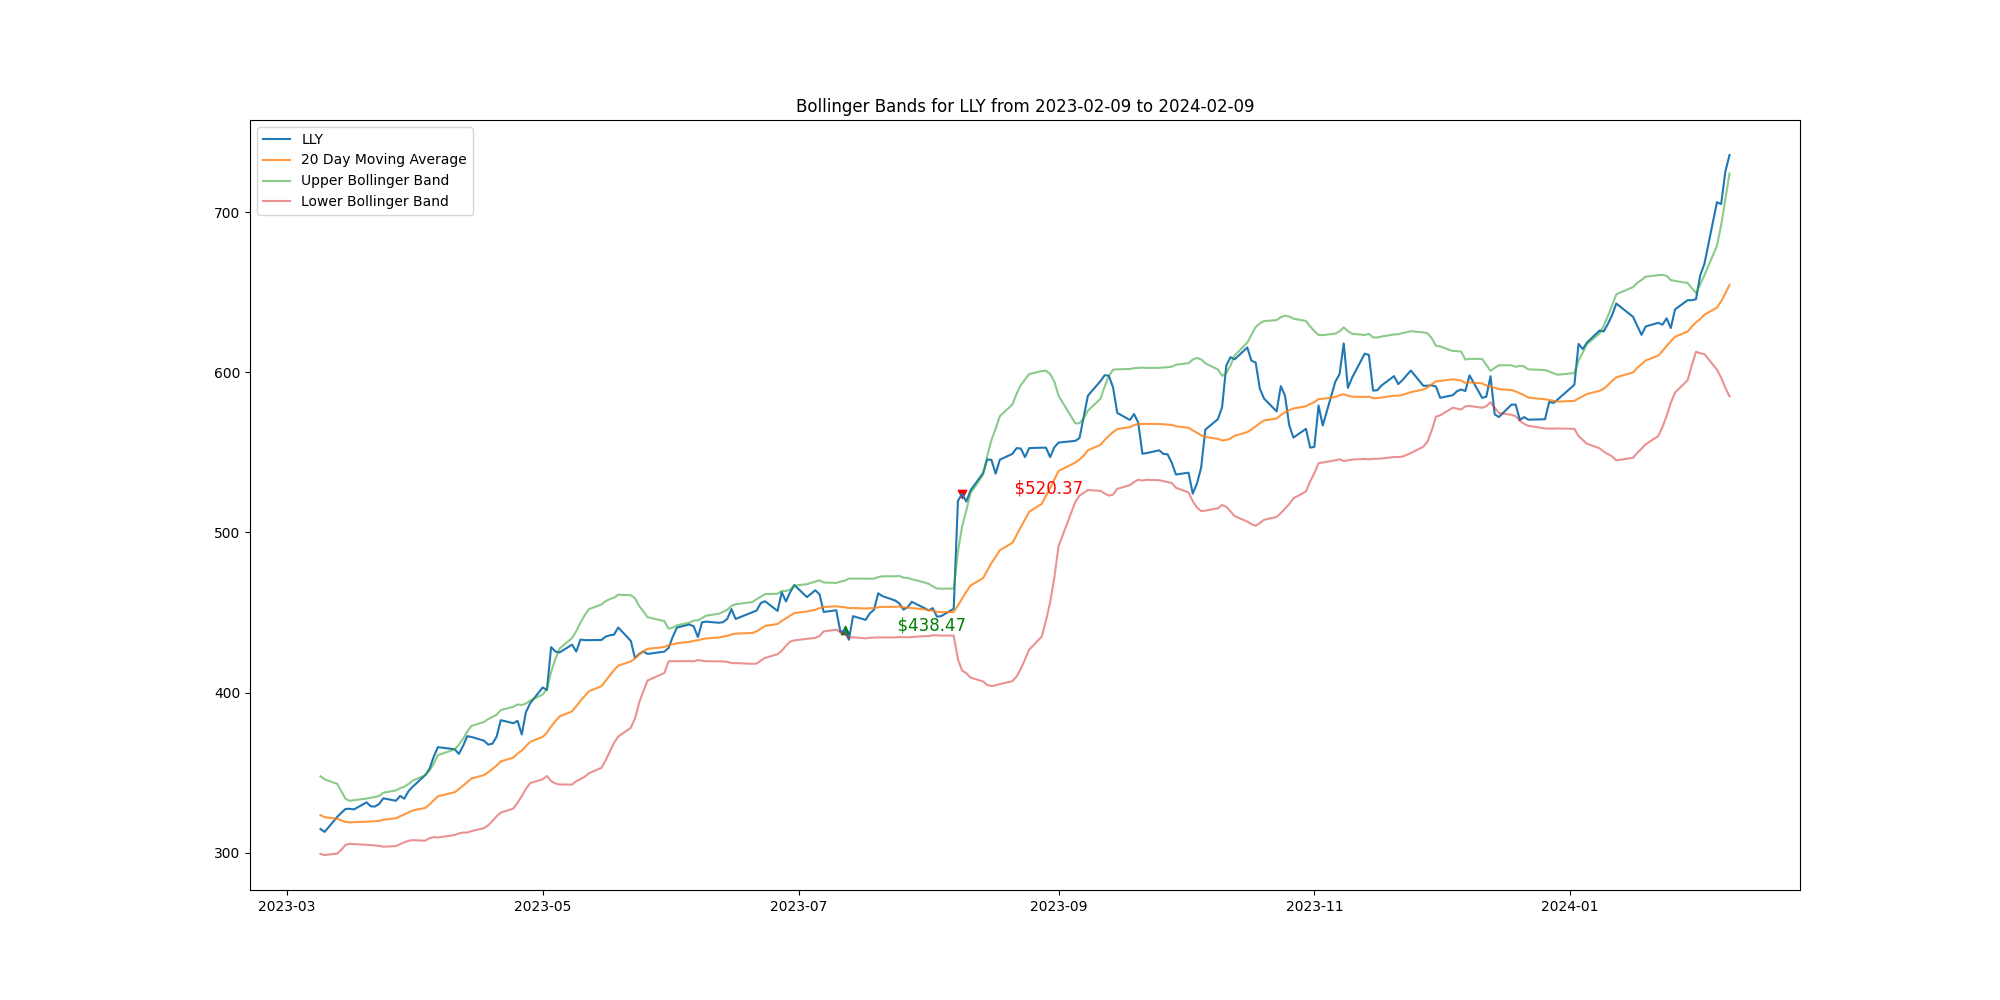 Bollinger Bands for LLY from 2023-02-09 to 2024-02-09
LLY
20 Day Moving Average
Upper Bollinger Band
Lower Bollinger Band
700
600
500
400
300
$520.37
$438.47
2023-03
2023-05
2023-07
2023-09
2023-11
2024-01